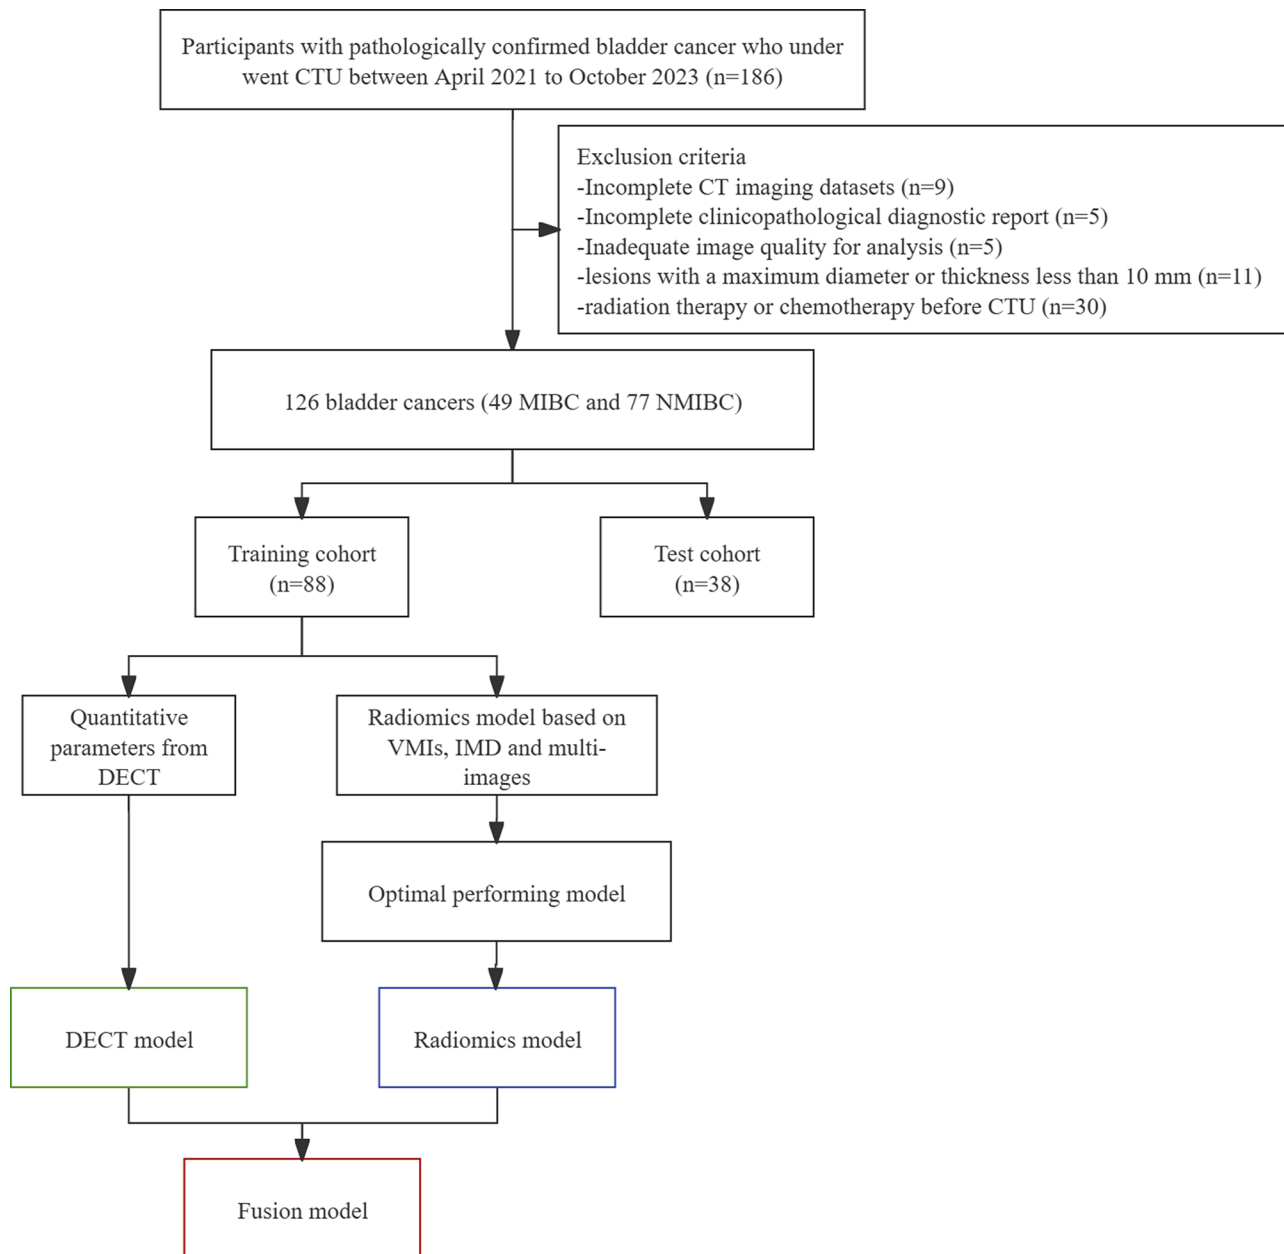 Participants with pathologically confirmed bladder cancer who under
went CTU between April 2021 to October 2023 (n=186)
Exclusion criteria
-Incomplete CT imaging datasets (n=9)
-Incomplete clinicopathological diagnostic report (n=5)
-Inadequate image quality for analysis (n=5)
-lesions with a maximum diameter or thickness less than 10 mm (n=11)
-radiation therapy or chemotherapy before CTU (n=30)
126 bladder cancers (49 MIBC and 77 NMIBC)
Training cohort
(n=88)
Test cohort
(n=38)
Quantitative
parameters from
DECT
Radiomics model based on
VMIs, IMD and multi-
images
Optimal performing model
DECT model
Radiomics model
Fusion model